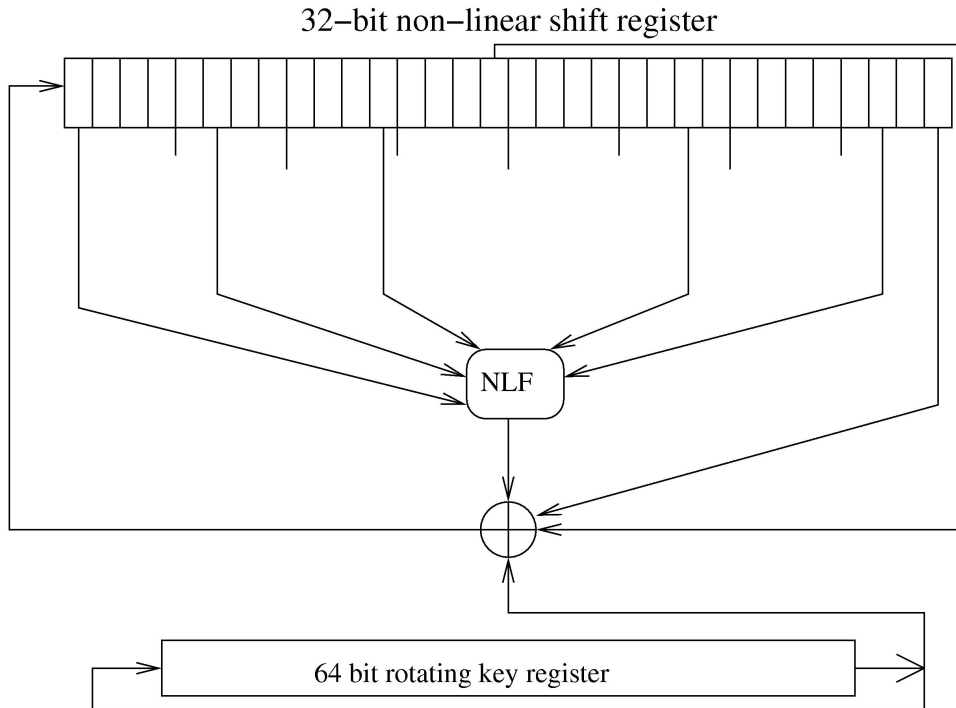 32−bit non−linear shift register
NLF
64 bit rotating key register